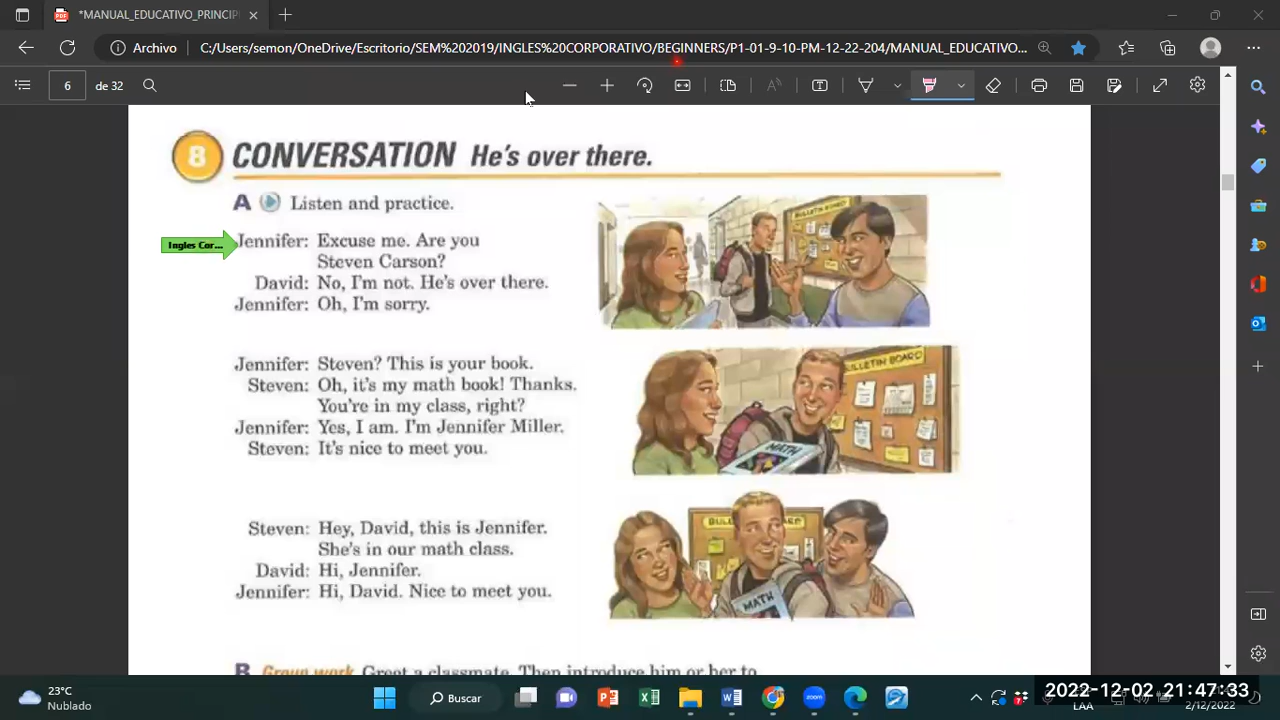 *MANUAL_EDUCATIVO_PRINCIPI
Archivo
C:/Users/semon/OneDrive/Escritorio/SEM%202019/INGLES%20CORPORATIVO/BEGINNERS/P1-01-9-10-PM-12-22-204/MANUAL_EDUCATIVO...
6 de 32
8 CONVERSATION He's over there.
A Listen and practice.
Ingles Cor...
Jennifer: Excuse me. Are you
Steven Carson?
David: No, I'm not. He's over there.
Jennifer: Oh, I'm sorry.
BULLETIN BOARD
Jennifer: Steven? This is your book.
Steven: Oh, it's my math book! Thanks.
You're in my class, right?
Jennifer: Yes, I am. I'm Jennifer Miller.
Steven: It's nice to meet you.
BULLETIN BOARD
MATH
Steven: Hey, David, this is Jennifer.
She's in our math class.
David: Hi, Jennifer.
Jennifer: Hi, David. Nice to meet you.
MATH
B Group work Greet a classmate. Then introduce him or her to
23°C
Nublado
Buscar
2022-12-02 21:47:33
LAA
2/12/2022